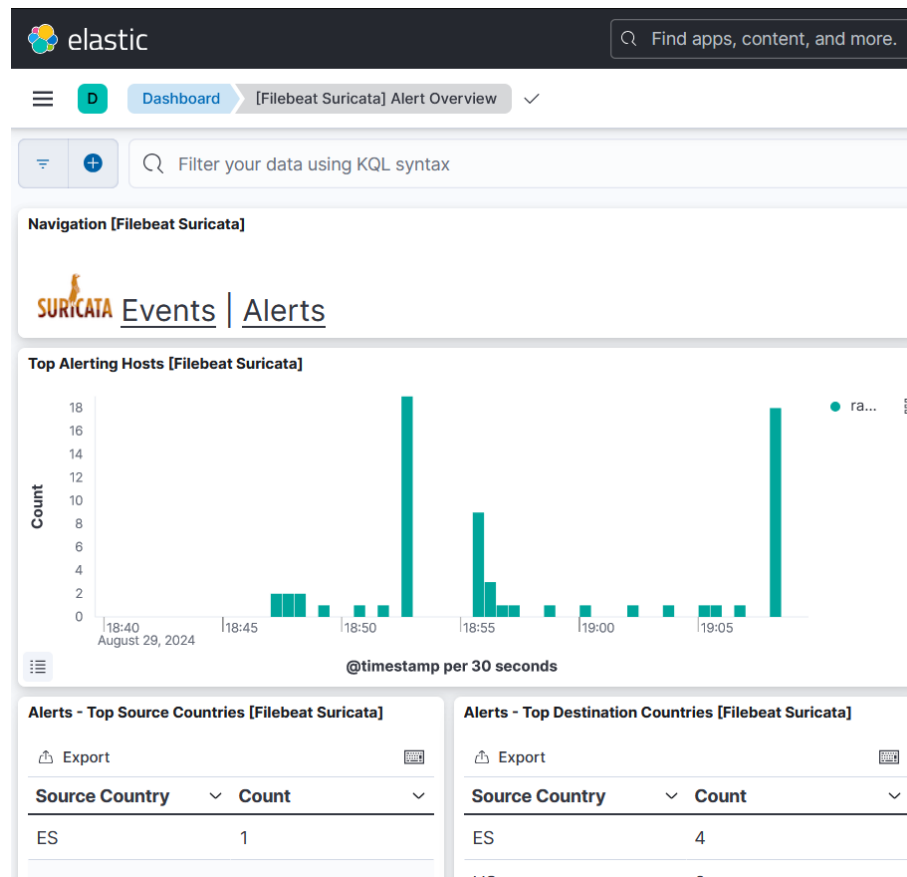 elastic
Find apps, content, and more.
D
Dashboard
[Filebeat Suricata] Alert Overview
Filter your data using KQL syntax
Navigation [Filebeat Suricata]
SURICATA Events | Alerts
Top Alerting Hosts [Filebeat Suricata]
18
16
14
12
10
8
6
4
2
0
Count
ra...
18:40
August 29, 2024
18:45
18:50
18:55
19:00
19:05
@timestamp per 30 seconds
Alerts - Top Source Countries [Filebeat Suricata]
Export
Source Country Count
ES 1
Alerts - Top Destination Countries [Filebeat Suricata]
Export
Source Country Count
ES 4